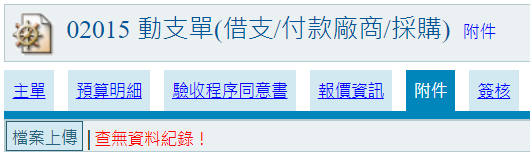 02015 動支單(借支/付款廠商/採購) 附件
主單 預算明細 驗收程序同意書 報價資訊 附件 簽核
檔案上傳 查無資料紀錄！